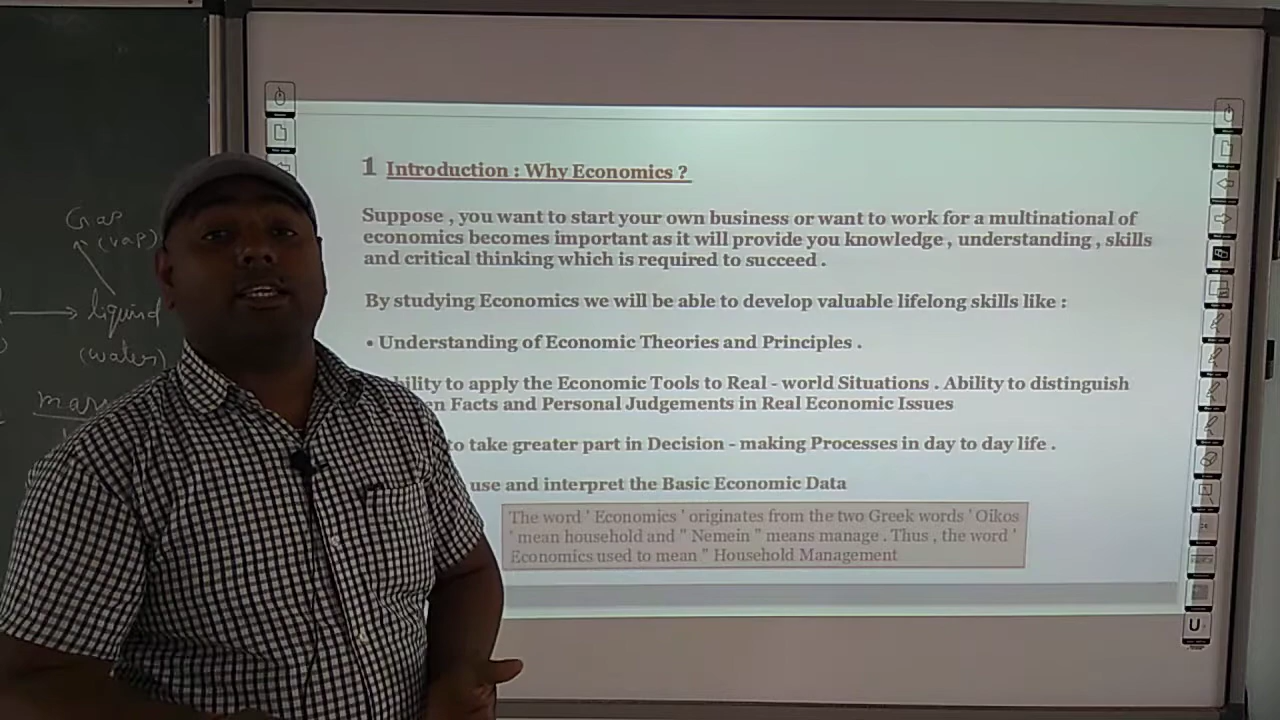 Gas
(vap)
liquid
(water)
1 Introduction : Why Economics ?
Suppose , you want to start your own business or want to work for a multinational of
economics becomes important as it will provide you knowledge , understanding , skills
and critical thinking which is required to succeed .
By studying Economics we will be able to develop valuable lifelong skills like :
• Understanding of Economic Theories and Principles .
to apply the Economic Tools to Real - world Situations . Ability to distinguish
Facts and Personal Judgements in Real Economic Issues
to take greater part in Decision - making Processes in day to day life .
use and interpret the Basic Economic Data
The word ' Economics ' originates from the two Greek words ' Oikos
' mean household and " Nemein " means manage . Thus , the word '
Economics used to mean " Household Management
U